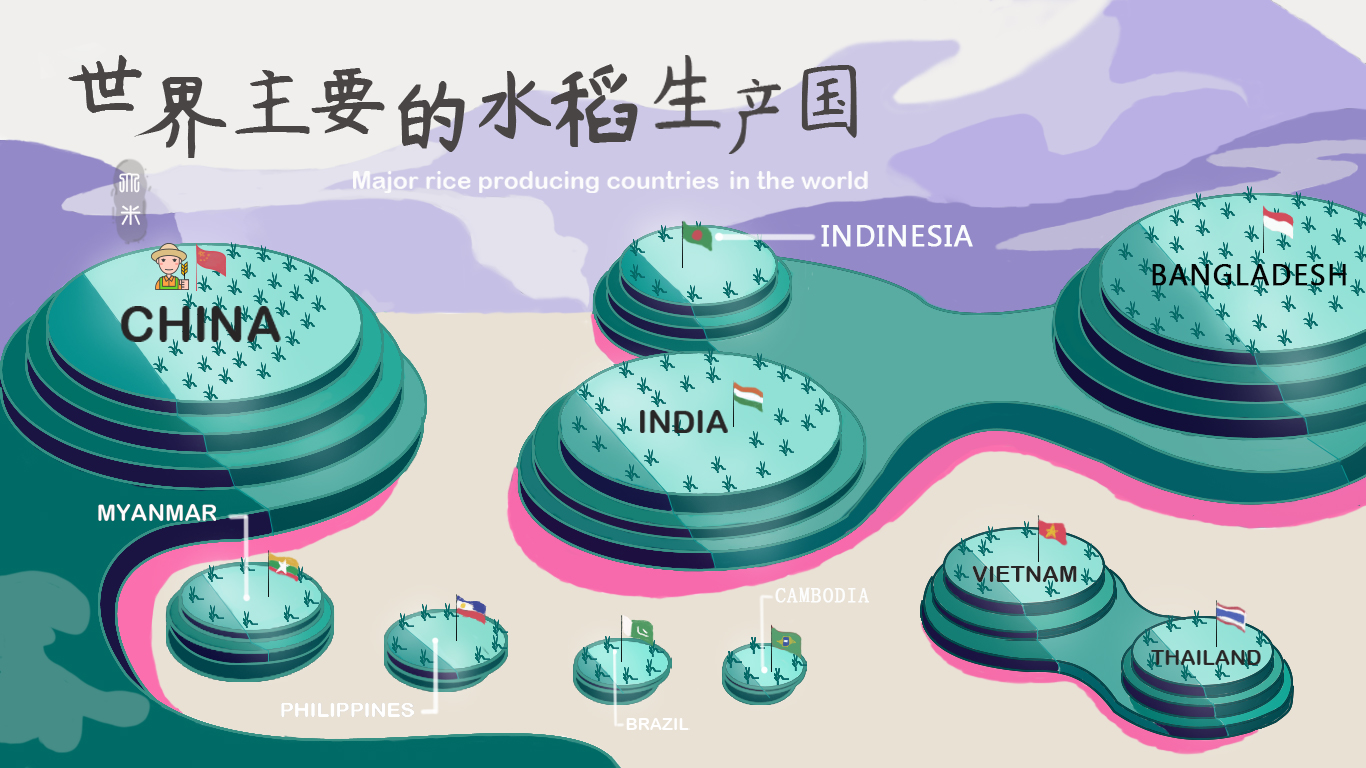 世界主要的水稻生产国
Major rice producing countries in the world
米
CHINA
INDINESIA
BANGLADESH
INDIA
MYANMAR
VIETNAM
CAMBODIA
THAILAND
PHILIPPINES
BRAZIL